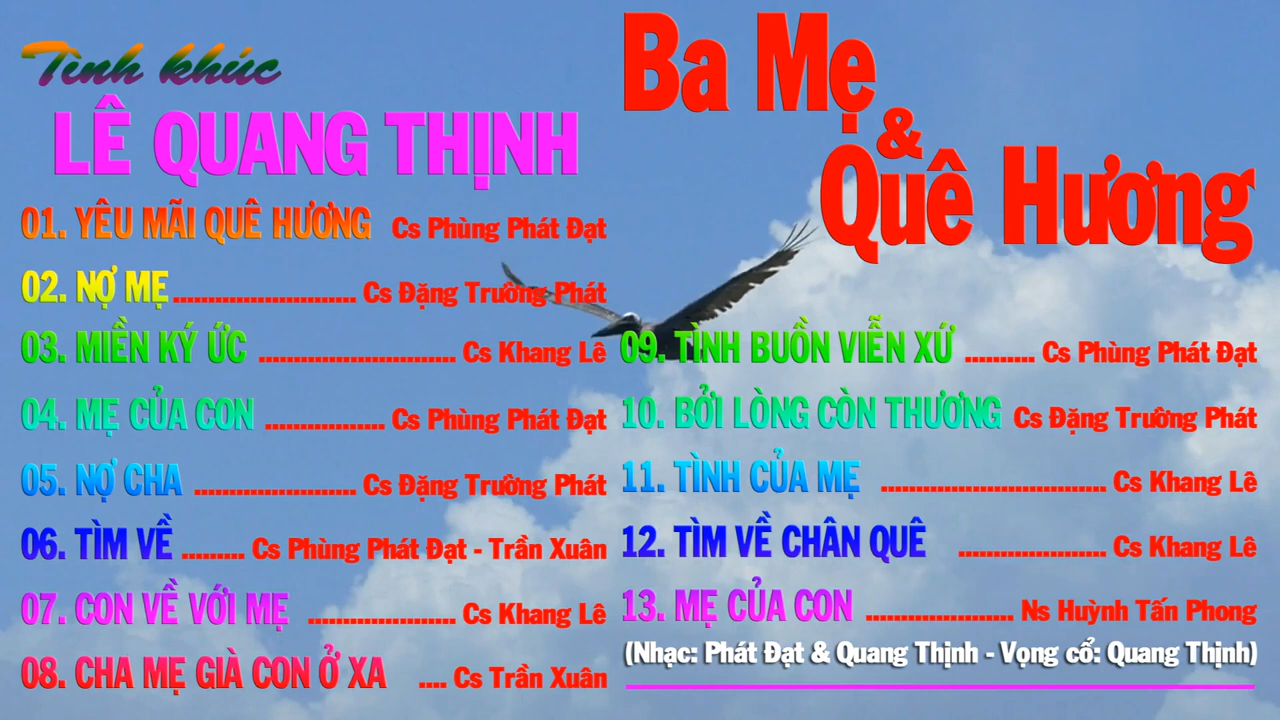 Tình khúc
LÊ QUANG THỊNH
Ba Mẹ
&
Quê Hương
01. YÊU MÃI QUÊ HƯƠNG Cs Phùng Phát Đạt
02. NỢ MẸ.......................... Cs Đặng Trường Phát
03. MIỀN KÝ ỨC ............................ Cs Khang Lê
04. MẸ CỦA CON ................. Cs Phùng Phát Đạt
05. NỢ CHA ....................... Cs Đặng Trường Phát
06. TÌM VỀ ......... Cs Phùng Phát Đạt - Trần Xuân
07. CON VỀ VỚI MẸ ..................... Cs Khang Lê
08. CHA MẸ GIÀ CON Ở XA .... Cs Trần Xuân
09. TÌNH BUỒN VIỄN XỨ .......... Cs Phùng Phát Đạt
10. BỞI LÒNG CÒN THƯƠNG Cs Đặng Trường Phát
11. TÌNH CỦA MẸ ................................ Cs Khang Lê
12. TÌM VỀ CHÂN QUÊ ..................... Cs Khang Lê
13. MẸ CỦA CON ..................... Ns Huỳnh Tấn Phong
(Nhạc: Phát Đạt & Quang Thịnh - Vọng cổ: Quang Thịnh)